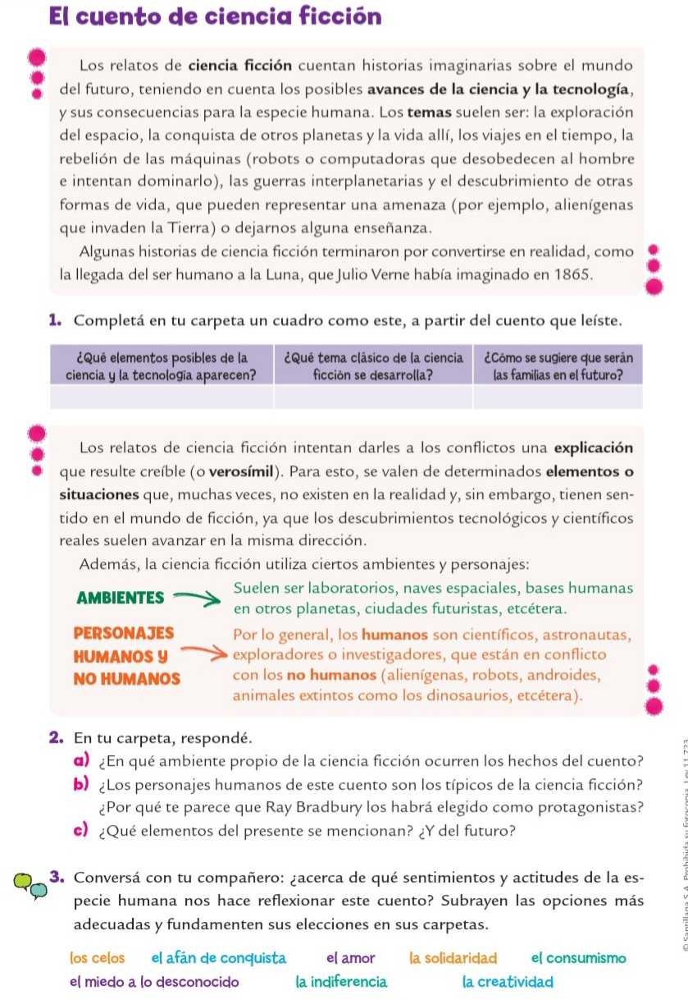 El cuento de ciencia ficción
Los relatos de ciencia ficción cuentan historias imaginarias sobre el mundo
del futuro, teniendo en cuenta los posibles avances de la ciencia y la tecnología,
y sus consecuencias para la especie humana. Los temas suelen ser: la exploración
del espacio, la conquista de otros planetas y la vida allí, los viajes en el tiempo, la
rebelión de las máquinas (robots o computadoras que desobedecen al hombre
e intentan dominarlo), las guerras interplanetarias y el descubrimiento de otras
formas de vida, que pueden representar una amenaza (por ejemplo, alienígenas
que invaden la Tierra) o dejarnos alguna enseñanza.
Algunas historias de ciencia ficción terminaron por convertirse en realidad, como
la llegada del ser humano a la Luna, que Julio Verne había imaginado en 1865.
1. Completá en tu carpeta un cuadro como este, a partir del cuento que leíste.
¿Qué elementos posibles de la
ciencia y la tecnología aparecen?
¿Qué tema clásico de la ciencia
ficción se desarrolla?
¿Cómo se sugiere que serán
las familias en el futuro?
Los relatos de ciencia ficción intentan darles a los conflictos una explicación
que resulte creíble (o verosímil). Para esto, se valen de determinados elementos o
situaciones que, muchas veces, no existen en la realidad y, sin embargo, tienen sen-
tido en el mundo de ficción, ya que los descubrimientos tecnológicos y científicos
reales suelen avanzar en la misma dirección.
Además, la ciencia ficción utiliza ciertos ambientes y personajes:
AMBIENTES
Suelen ser laboratorios, naves espaciales, bases humanas
en otros planetas, ciudades futuristas, etcétera.
PERSONAJES
HUMANOS Y
NO HUMANOS
Por lo general, los humanos son científicos, astronautas,
exploradores o investigadores, que están en conflicto
con los no humanos (alienígenas, robots, androides,
animales extintos como los dinosaurios, etcétera).
2. En tu carpeta, respondé.
a) ¿En qué ambiente propio de la ciencia ficción ocurren los hechos del cuento?
b) ¿Los personajes humanos de este cuento son los típicos de la ciencia ficción?
¿Por qué te parece que Ray Bradbury los habrá elegido como protagonistas?
c) ¿Qué elementos del presente se mencionan? ¿Y del futuro?
3. Conversá con tu compañero: ¿acerca de qué sentimientos y actitudes de la es-
pecie humana nos hace reflexionar este cuento? Subrayen las opciones más
adecuadas y fundamenten sus elecciones en sus carpetas.
los celos el afán de conquista el amor la solidaridad el consumismo
el miedo a lo desconocido la indiferencia la creatividad
© Santillana S.A. Prohibida su fotocopia. Ley 11.723